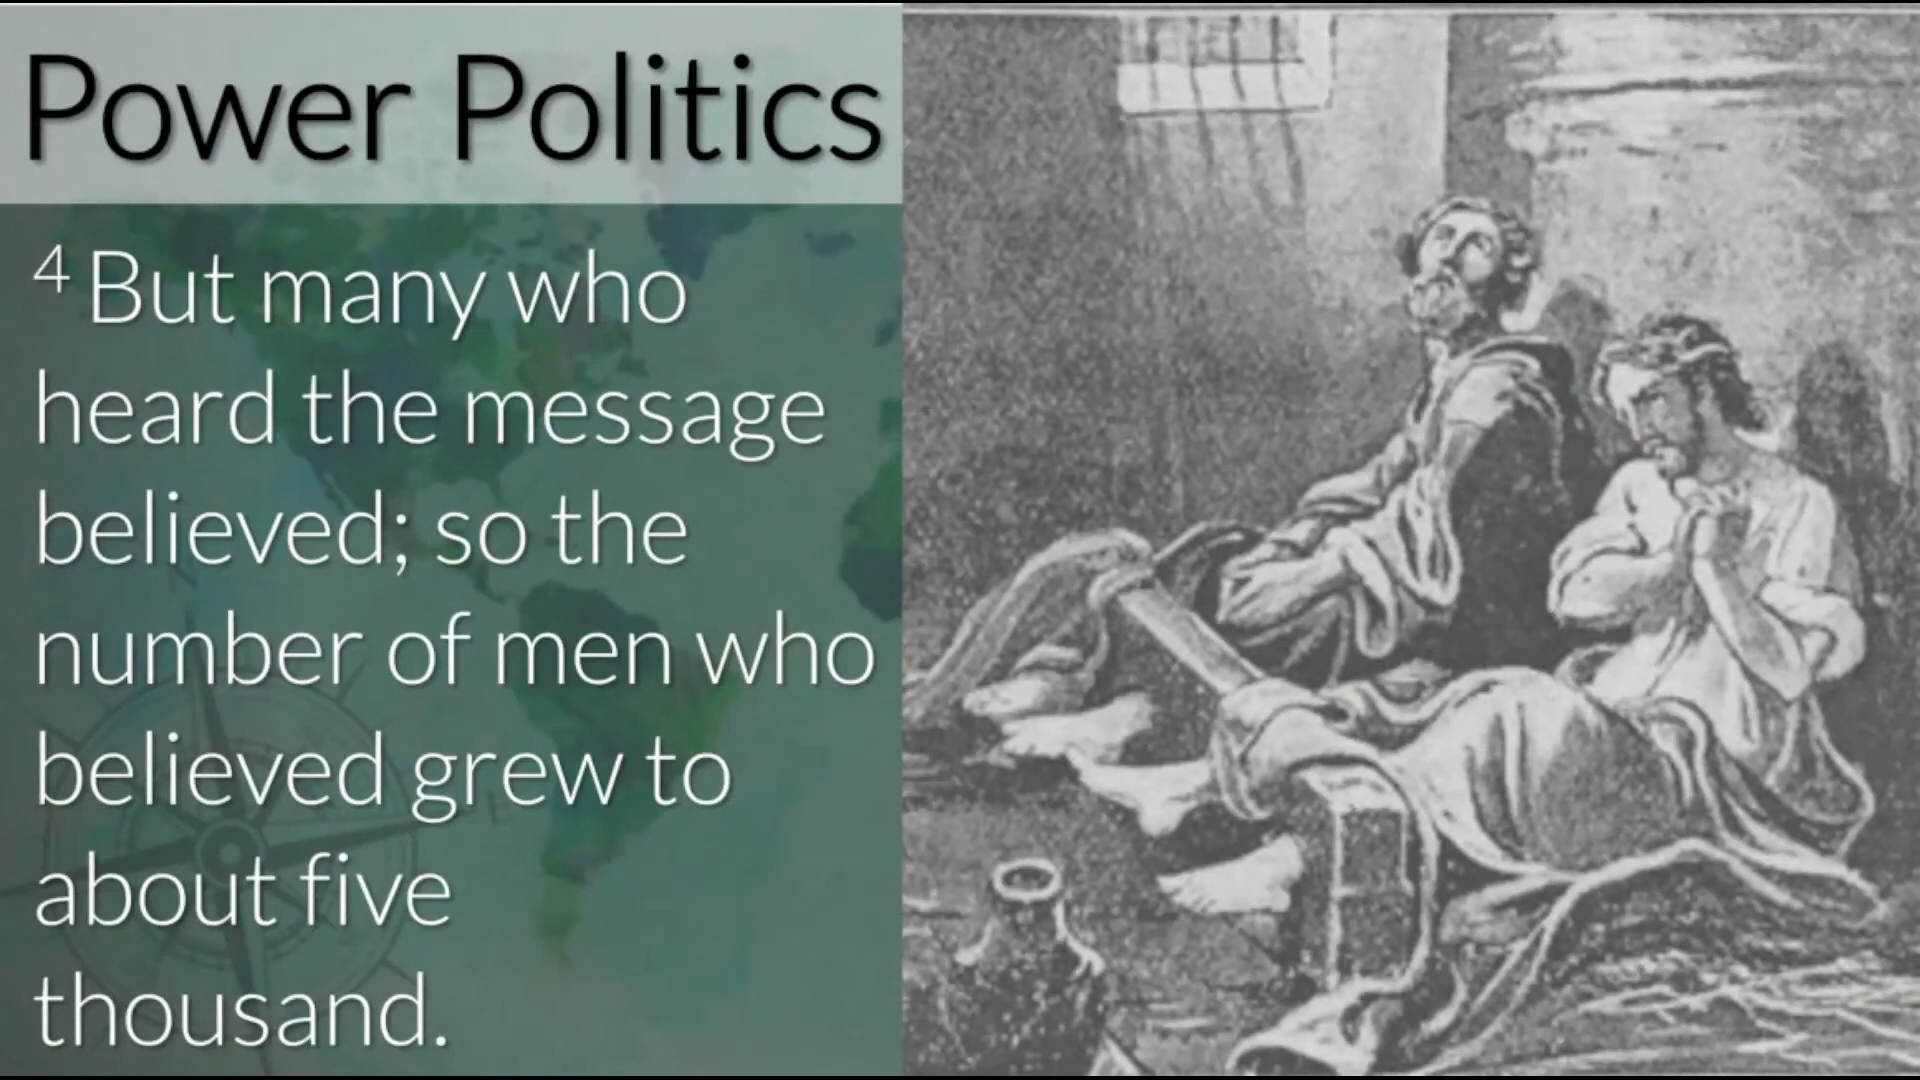 Power Politics
4 But many who
heard the message
believed; so the
number of men who
believed grew to
about five
thousand.